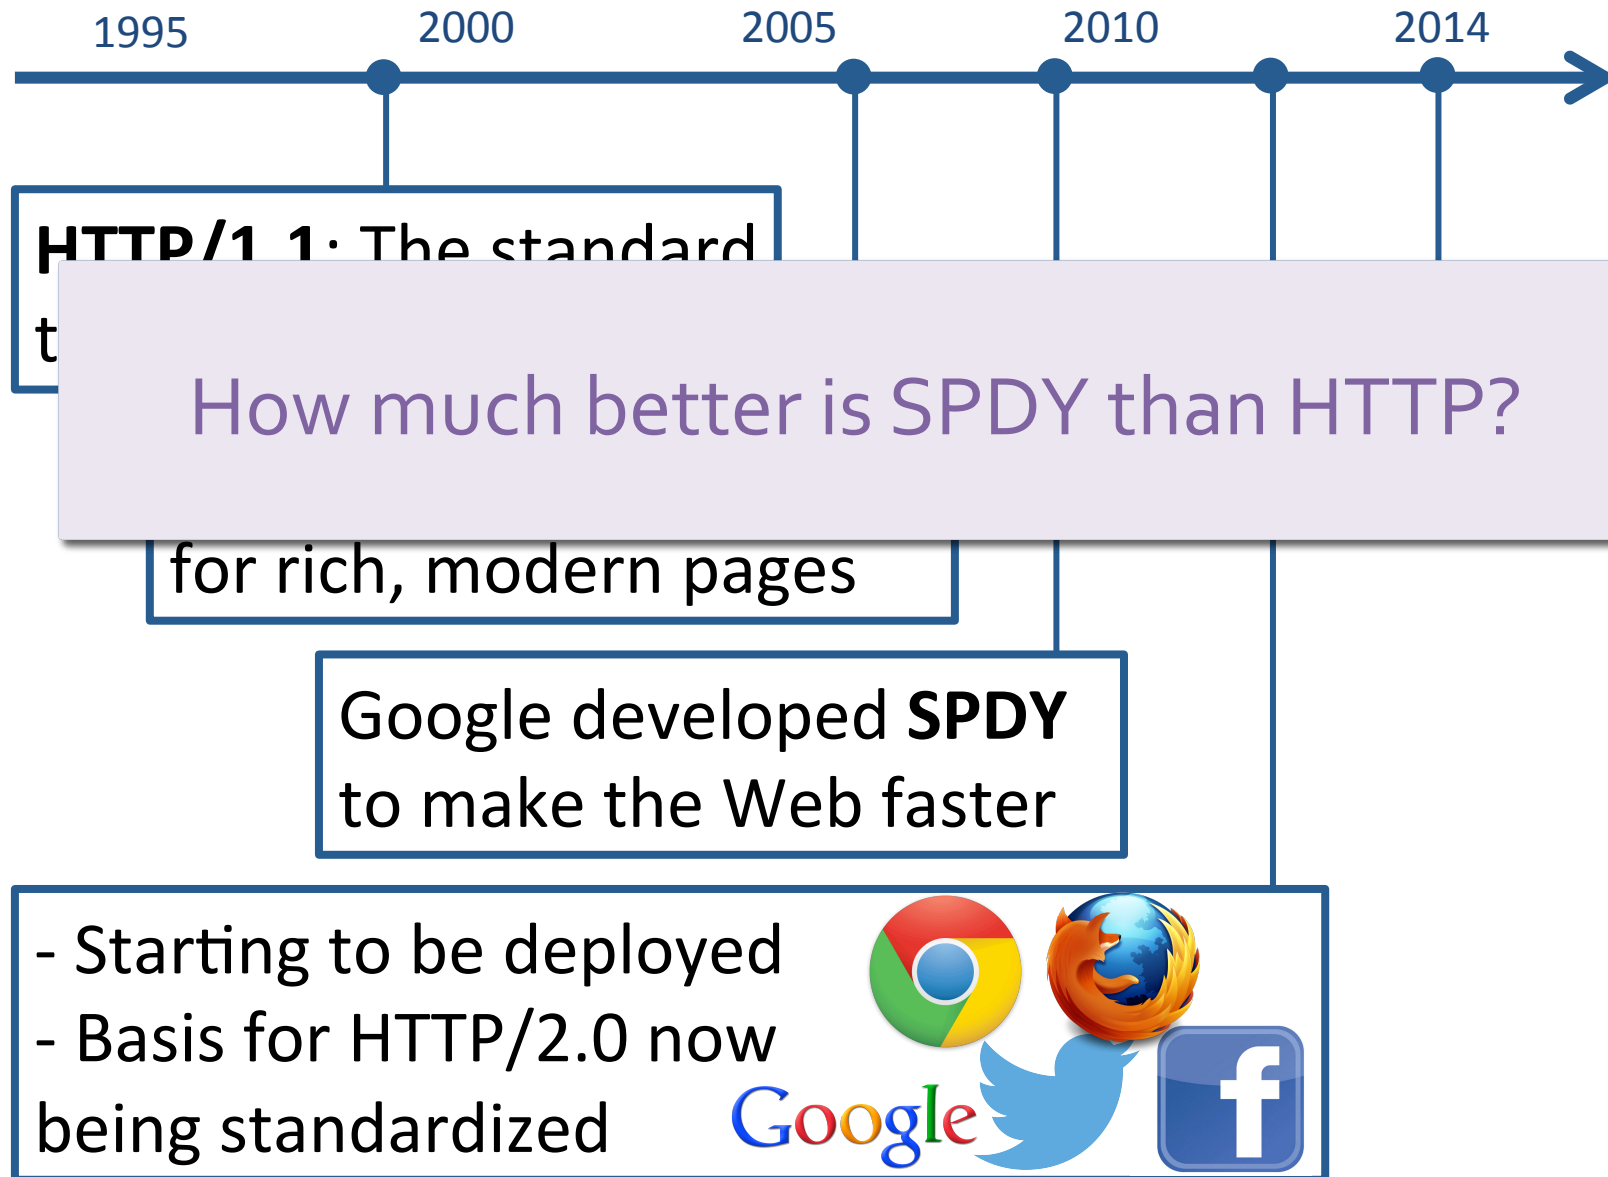 1995 2000 2005 2010 2014
HTTP/1.1: The standard
How much better is SPDY than HTTP?
for rich, modern pages
Google developed SPDY
to make the Web faster
- Starting to be deployed
- Basis for HTTP/2.0 now
being standardized
Google